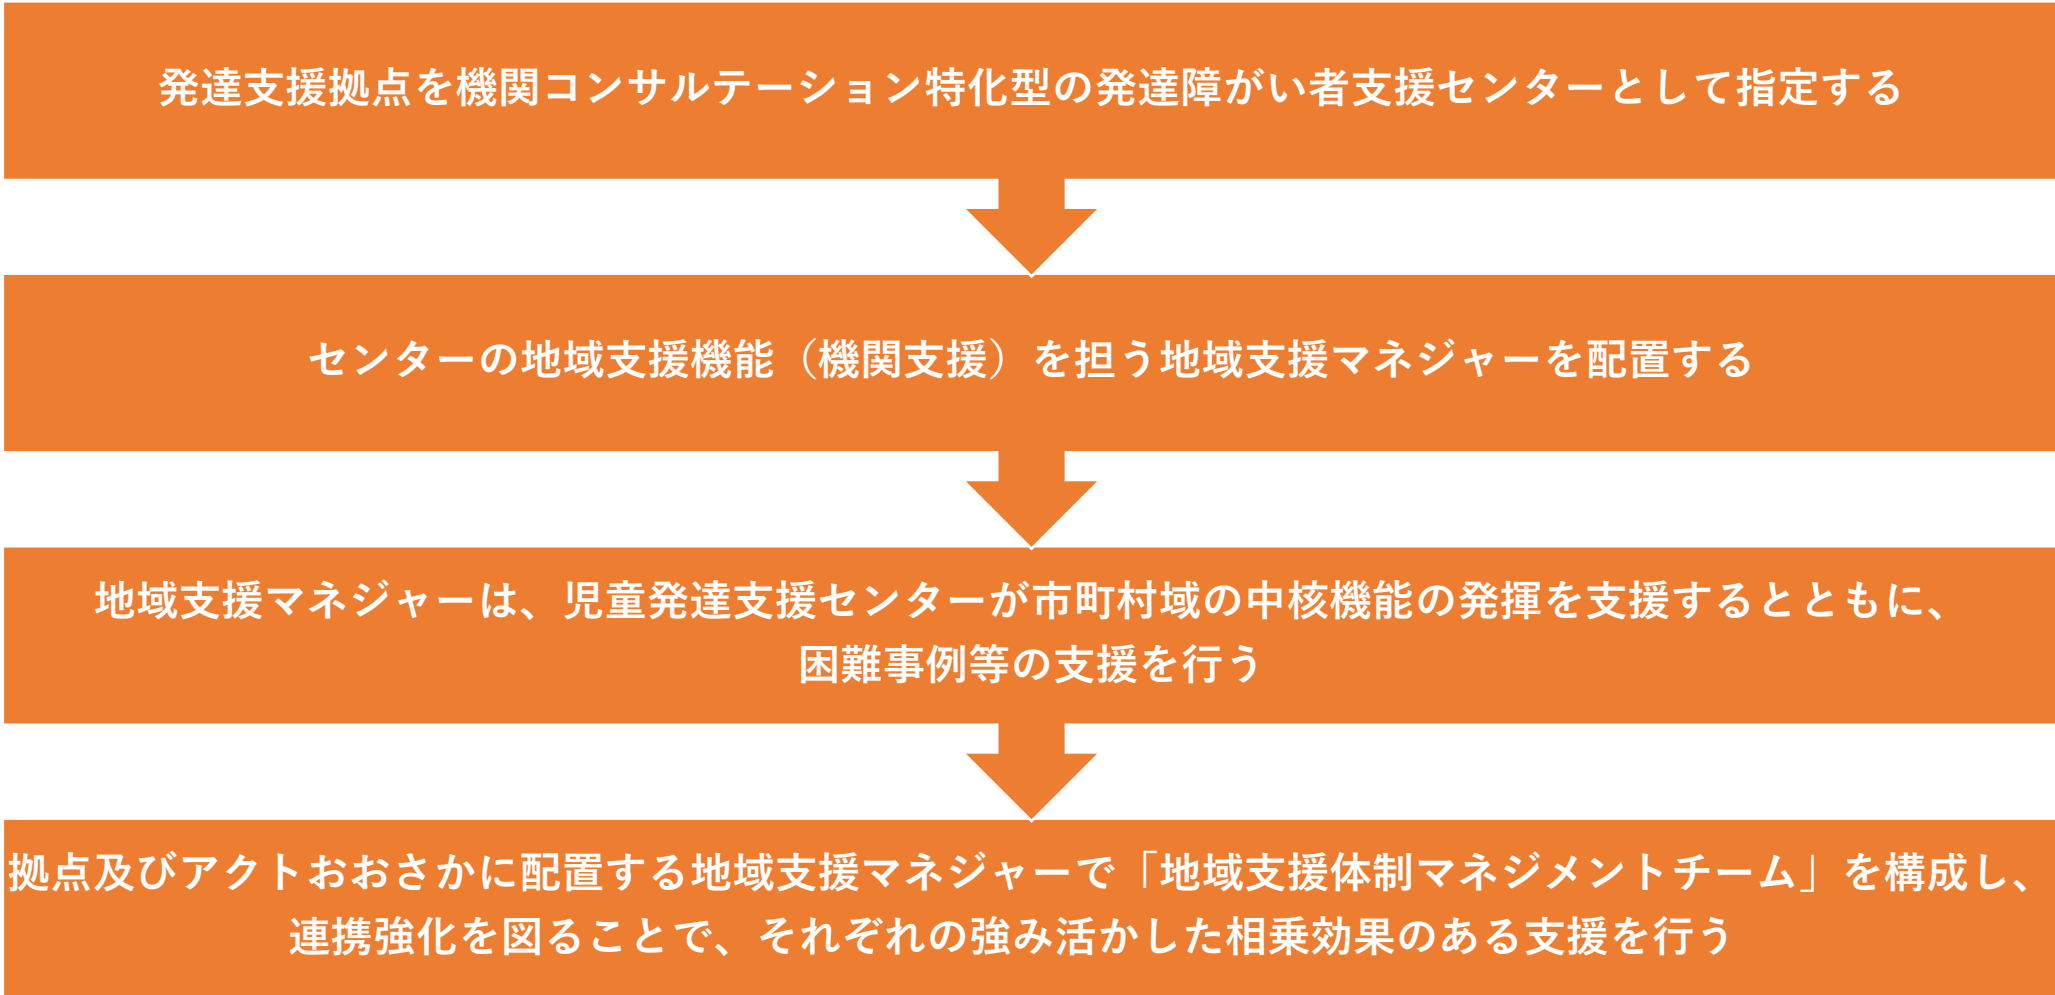 発達支援拠点を機関コンサルテーション特化型の発達障がい者支援センターとして指定する
センターの地域支援機能（機関支援）を担う地域支援マネジャーを配置する
地域支援マネジャーは、児童発達支援センターが市町村域の中核機能の発揮を支援するとともに、
困難事例等の支援を行う
拠点及びアクトおおさかに配置する地域支援マネジャーで「地域支援体制マネジメントチーム」を構成し、
連携強化を図ることで、それぞれの強み活かした相乗効果のある支援を行う